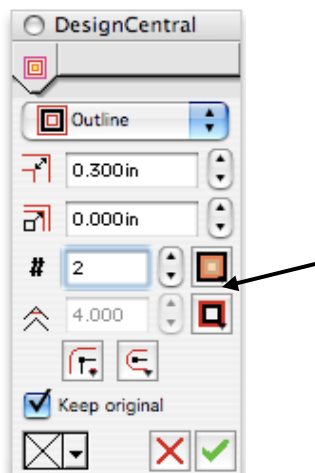 DesignCentral
Outline
0.300in
0.000in
# 2
4.000
Keep original